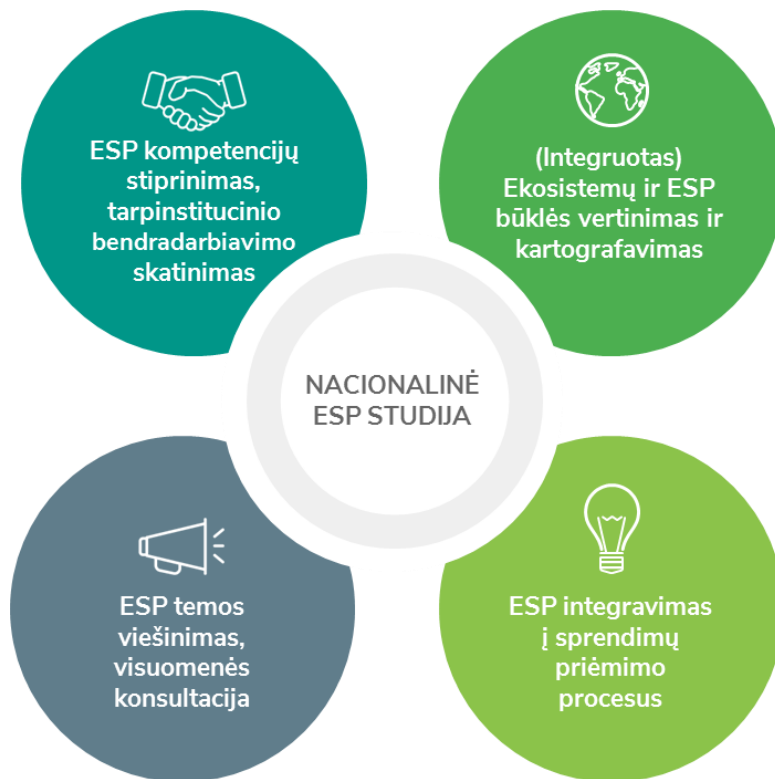 ESP kompetencijų
stiprinimas,
tarpinstitucinio
bendradarbiavimo
skatinimas
(Integruotas)
Ekosistemų ir ESP
būklės vertinimas ir
kartografavimas
NACIONALINĖ
ESP STUDIJA
ESP temos
viešinimas,
visuomenės
konsultacija
ESP integravimas
į sprendimų
priėmimo
procesus